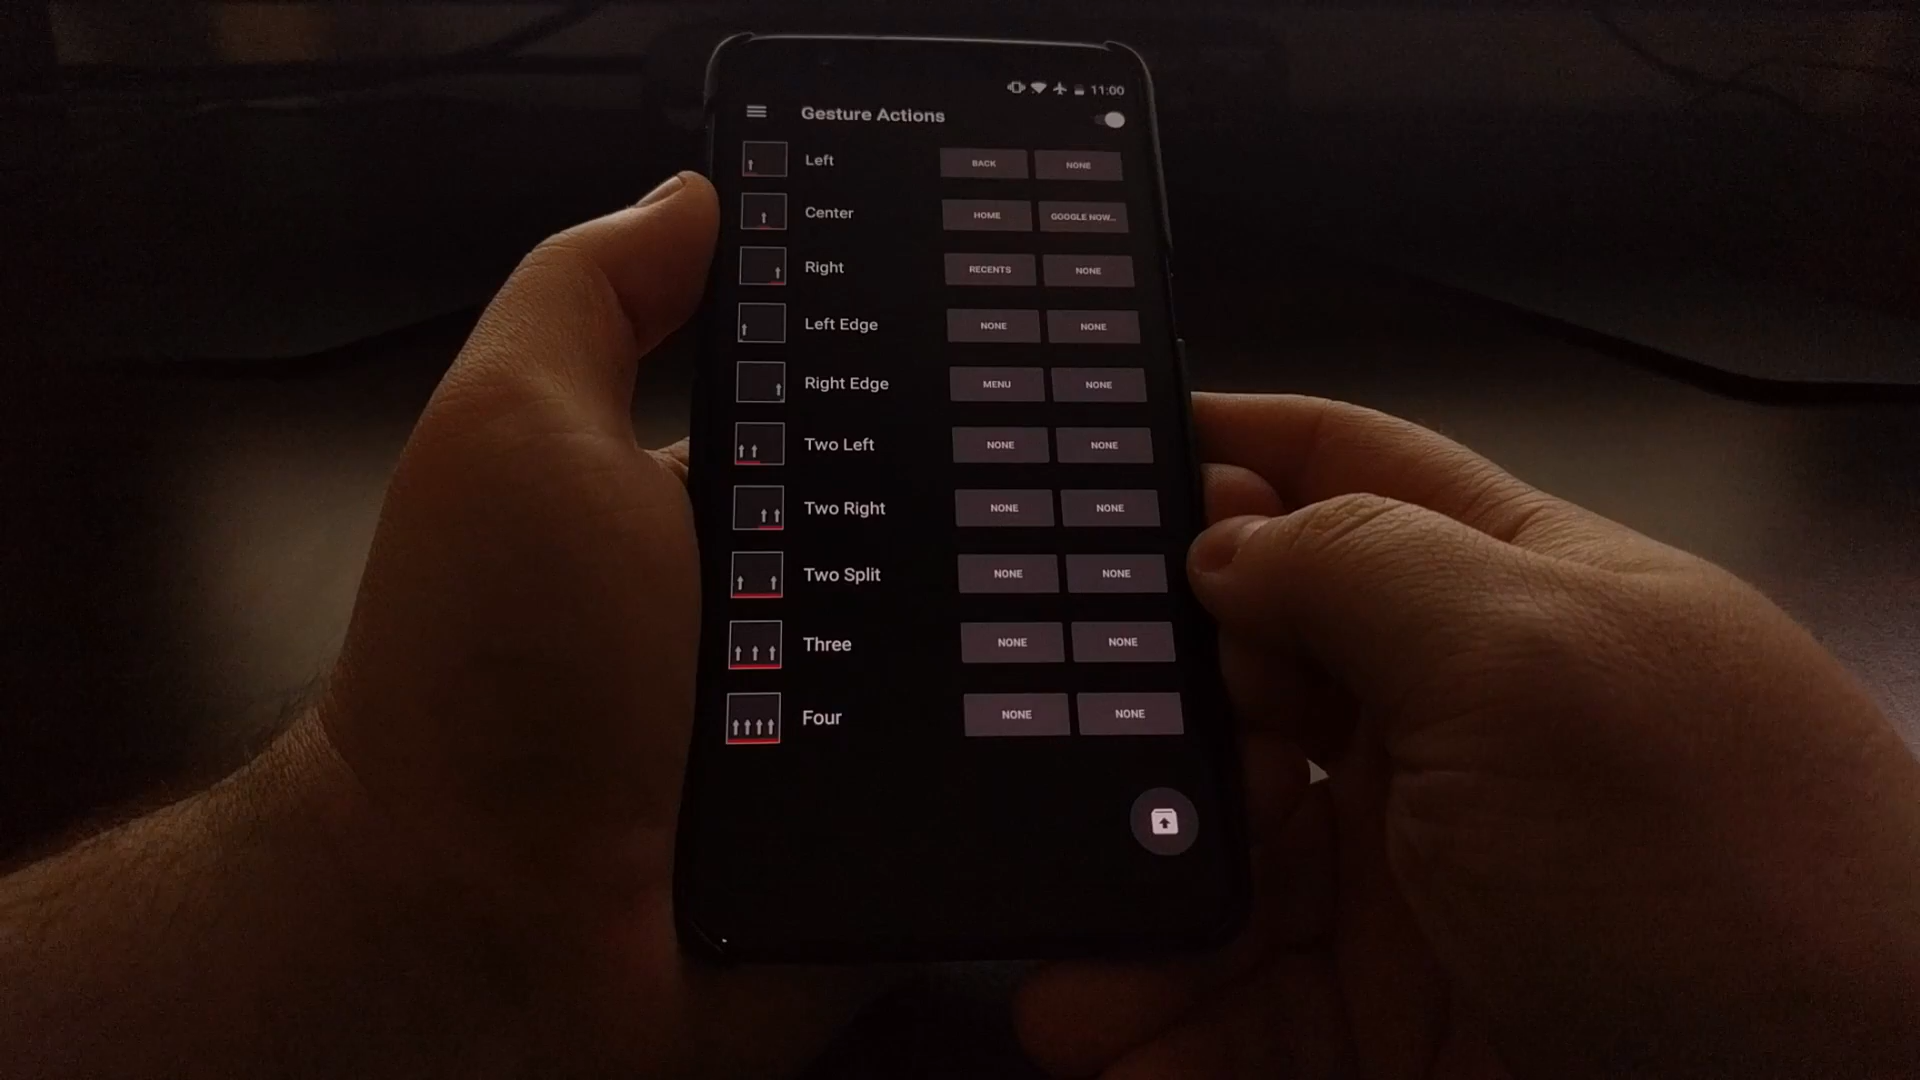 11:00
Gesture Actions
Left BACK NONE
Center HOME GOOGLE NOW...
Right RECENTS NONE
Left Edge NONE NONE
Right Edge MENU NONE
Two Left NONE NONE
Two Right NONE NONE
Two Split NONE NONE
Three NONE NONE
Four NONE NONE